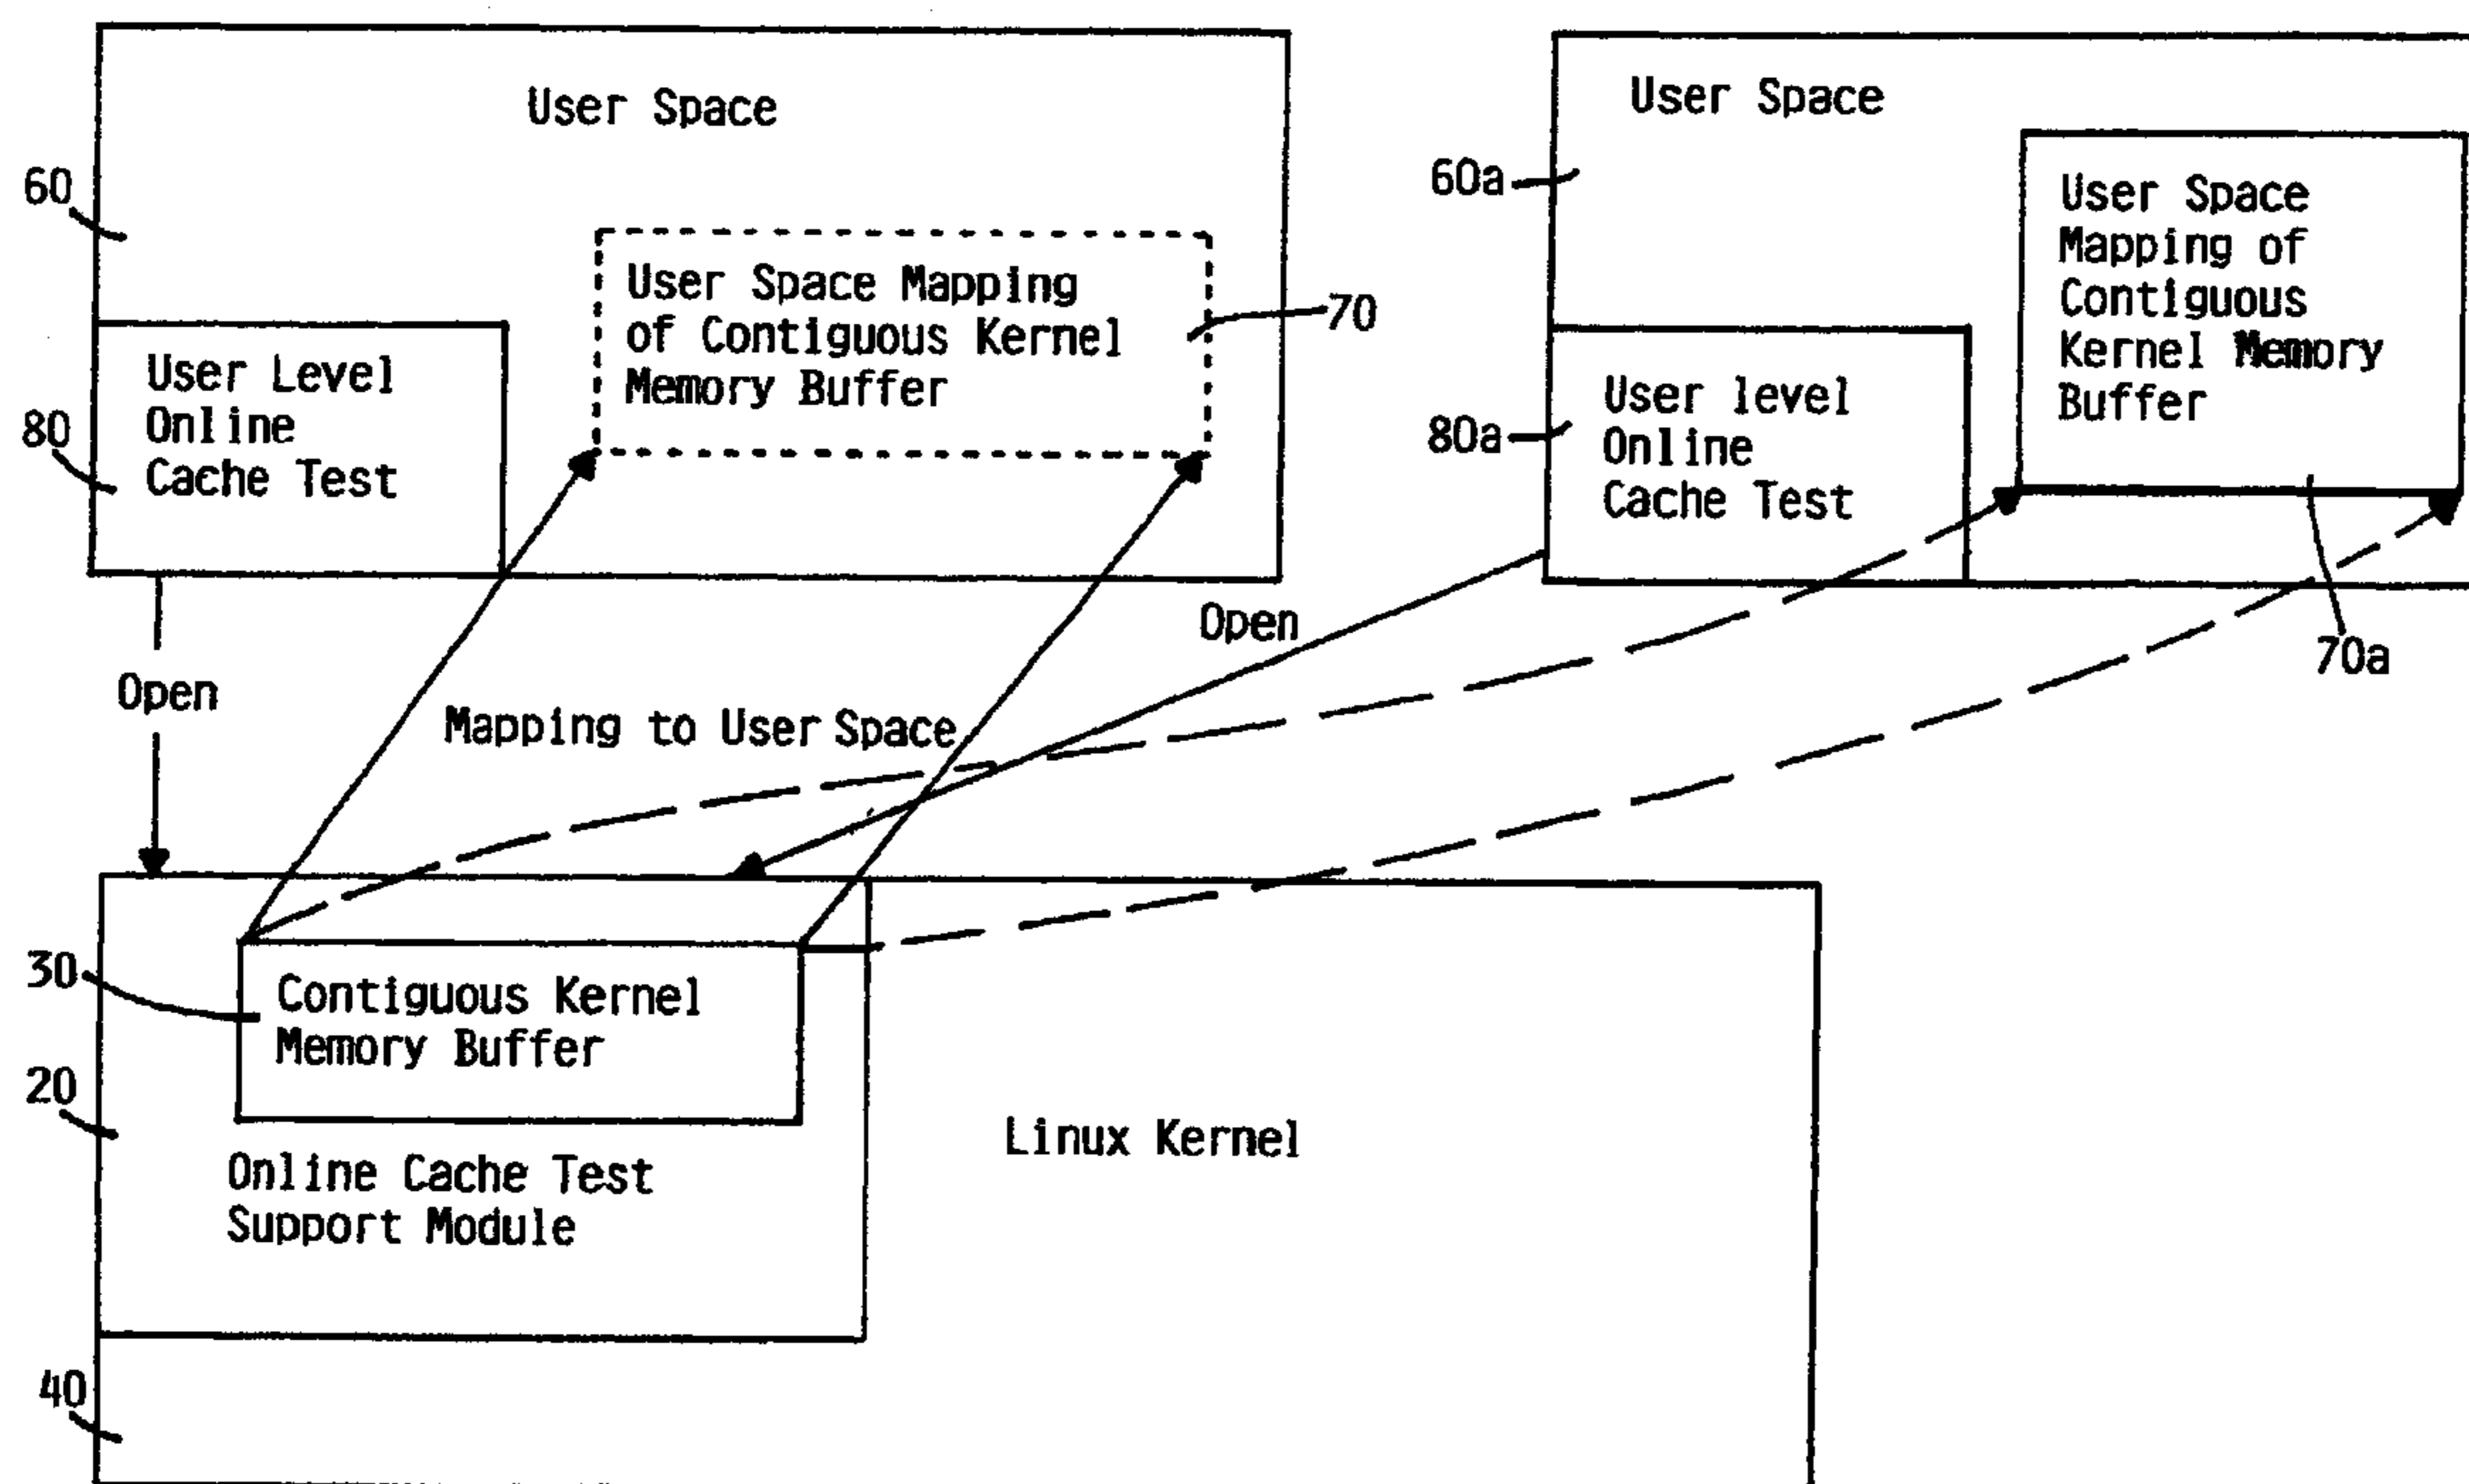 User Space
60
User Space Mapping
of Contiguous Kernel
Memory Buffer
70
User Level
Online
Cache Test
80
User Space
60a
User Space
Mapping of
Contiguous
Kernel Memory
Buffer
80a
User level
Online
Cache Test
70a
Open
Open
Mapping to User Space
30
Contiguous Kernel
Memory Buffer
20
Online Cache Test
Support Module
Linux Kernel
40